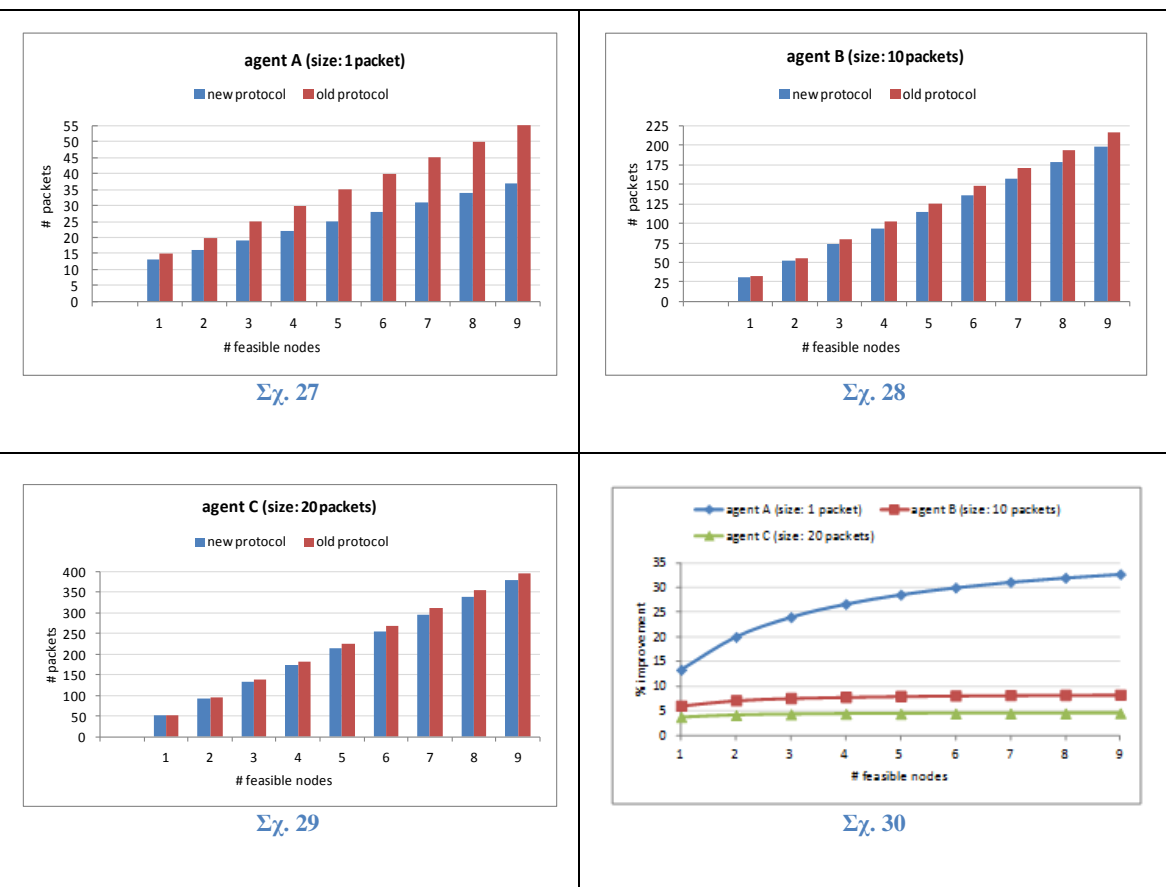 agent A (size: 1 packet)
new protocol old protocol
# packets
55
50
45
40
35
30
25
20
15
10
5
0
1 2 3 4 5 6 7 8 9
# feasible nodes
Σχ. 27
agent B (size: 10 packets)
new protocol old protocol
# packets
225
200
175
150
125
100
75
50
25
0
1 2 3 4 5 6 7 8 9
# feasible nodes
Σχ. 28
agent C (size: 20 packets)
new protocol old protocol
# packets
400
350
300
250
200
150
100
50
0
1 2 3 4 5 6 7 8 9
# feasible nodes
Σχ. 29
agent A (size: 1 packet) agent B (size: 10 packets)
agent C (size: 20 packets)
% improvement
35
30
25
20
15
10
5
0
1 2 3 4 5 6 7 8 9
# feasible nodes
Σχ. 30